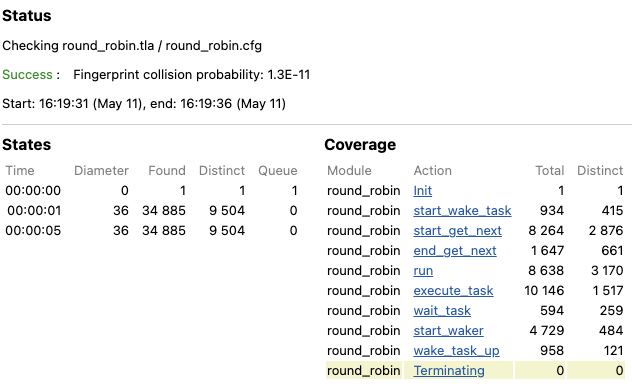 Status
Checking round_robin.tla / round_robin.cfg
Success : Fingerprint collision probability: 1.3E-11
Start: 16:19:31 (May 11), end: 16:19:36 (May 11)
States
Time Diameter Found Distinct Queue
00:00:00 0 1 1 1
00:00:01 36 34 885 9 504 0
00:00:05 36 34 885 9 504 0
Coverage
Module Action Total Distinct
round_robin Init 1 1
round_robin start_wake_task 934 415
round_robin start_get_next 8 264 2 876
round_robin end_get_next 1 647 661
round_robin run 8 638 3 170
round_robin execute_task 10 146 1 517
round_robin wait_task 594 259
round_robin start_waker 4 729 484
round_robin wake_task_up 958 121
round_robin Terminating 0 0